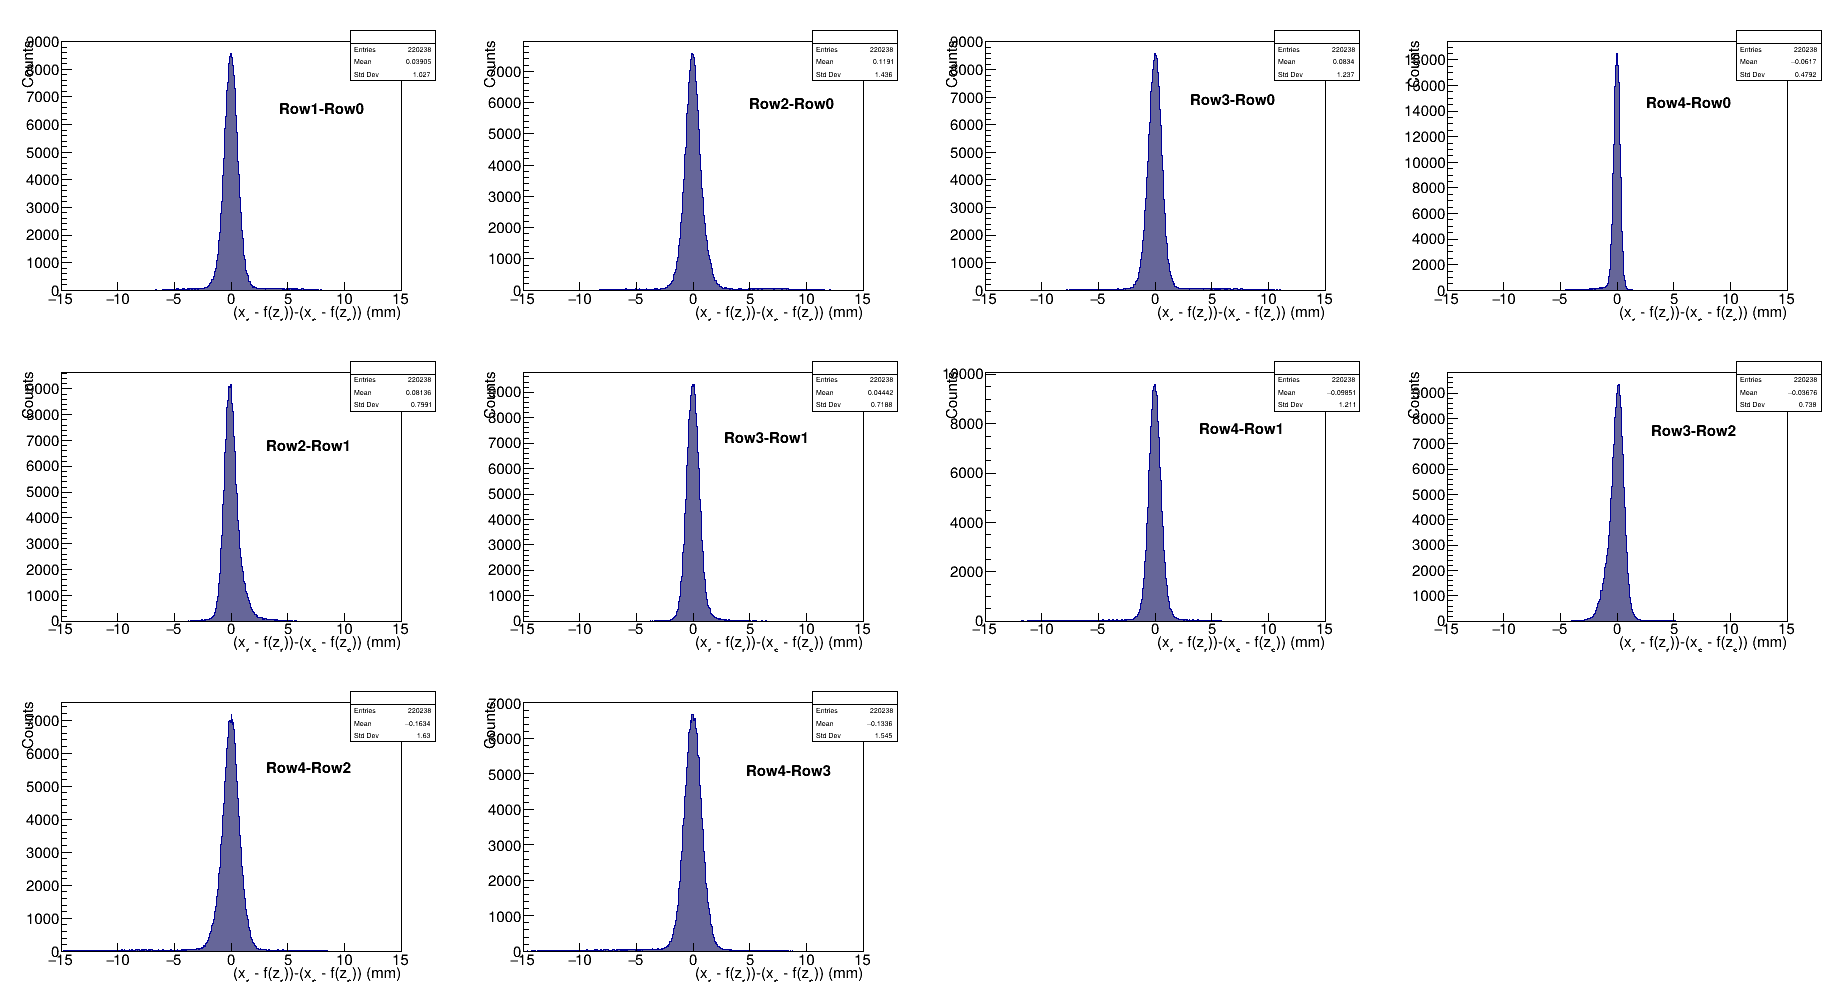 Counts
9000
8000
7000
6000
5000
4000
3000
2000
1000
0
−15 −10 −5 0 5 10 15
(x - f(z))-(x - f(z)) (mm)
Entries 220238
Mean 0.03905
Std Dev 1.027
Row1-Row0
Counts
7000
6000
5000
4000
3000
2000
1000
0
−15 −10 −5 0 5 10 15
(x - f(z))-(x - f(z)) (mm)
Entries 220238
Mean 0.1191
Std Dev 1.436
Row2-Row0
Counts
9000
8000
7000
6000
5000
4000
3000
2000
1000
0
−15 −10 −5 0 5 10 15
(x - f(z))-(x - f(z)) (mm)
Entries 220238
Mean 0.0834
Std Dev 1.237
Row3-Row0
Counts
18000
16000
14000
12000
10000
8000
6000
4000
2000
0
−15 −10 −5 0 5 10 15
(x - f(z))-(x - f(z)) (mm)
Entries 220238
Mean −0.0617
Std Dev 0.4792
Row4-Row0
Counts
9000
8000
7000
6000
5000
4000
3000
2000
1000
0
−15 −10 −5 0 5 10 15
(x - f(z))-(x - f(z)) (mm)
Entries 220238
Mean 0.08136
Std Dev 0.7991
Row2-Row1
Counts
9000
8000
7000
6000
5000
4000
3000
2000
1000
0
−15 −10 −5 0 5 10 15
(x - f(z))-(x - f(z)) (mm)
Entries 220238
Mean 0.04442
Std Dev 0.7188
Row3-Row1
Counts
10000
8000
6000
4000
2000
0
−15 −10 −5 0 5 10 15
(x - f(z))-(x - f(z)) (mm)
Entries 220238
Mean −0.09851
Std Dev 1.211
Row4-Row1
Counts
9000
8000
7000
6000
5000
4000
3000
2000
1000
0
−15 −10 −5 0 5 10 15
(x - f(z))-(x - f(z)) (mm)
Entries 220238
Mean −0.03676
Std Dev 0.738
Row3-Row2
Counts
7000
6000
5000
4000
3000
2000
1000
0
−15 −10 −5 0 5 10 15
(x - f(z))-(x - f(z)) (mm)
Entries 220238
Mean −0.1634
Std Dev 1.63
Row4-Row2
Counts
7000
6000
5000
4000
3000
2000
1000
0
−15 −10 −5 0 5 10 15
(x - f(z))-(x - f(z)) (mm)
Entries 220238
Mean −0.1336
Std Dev 1.545
Row4-Row3